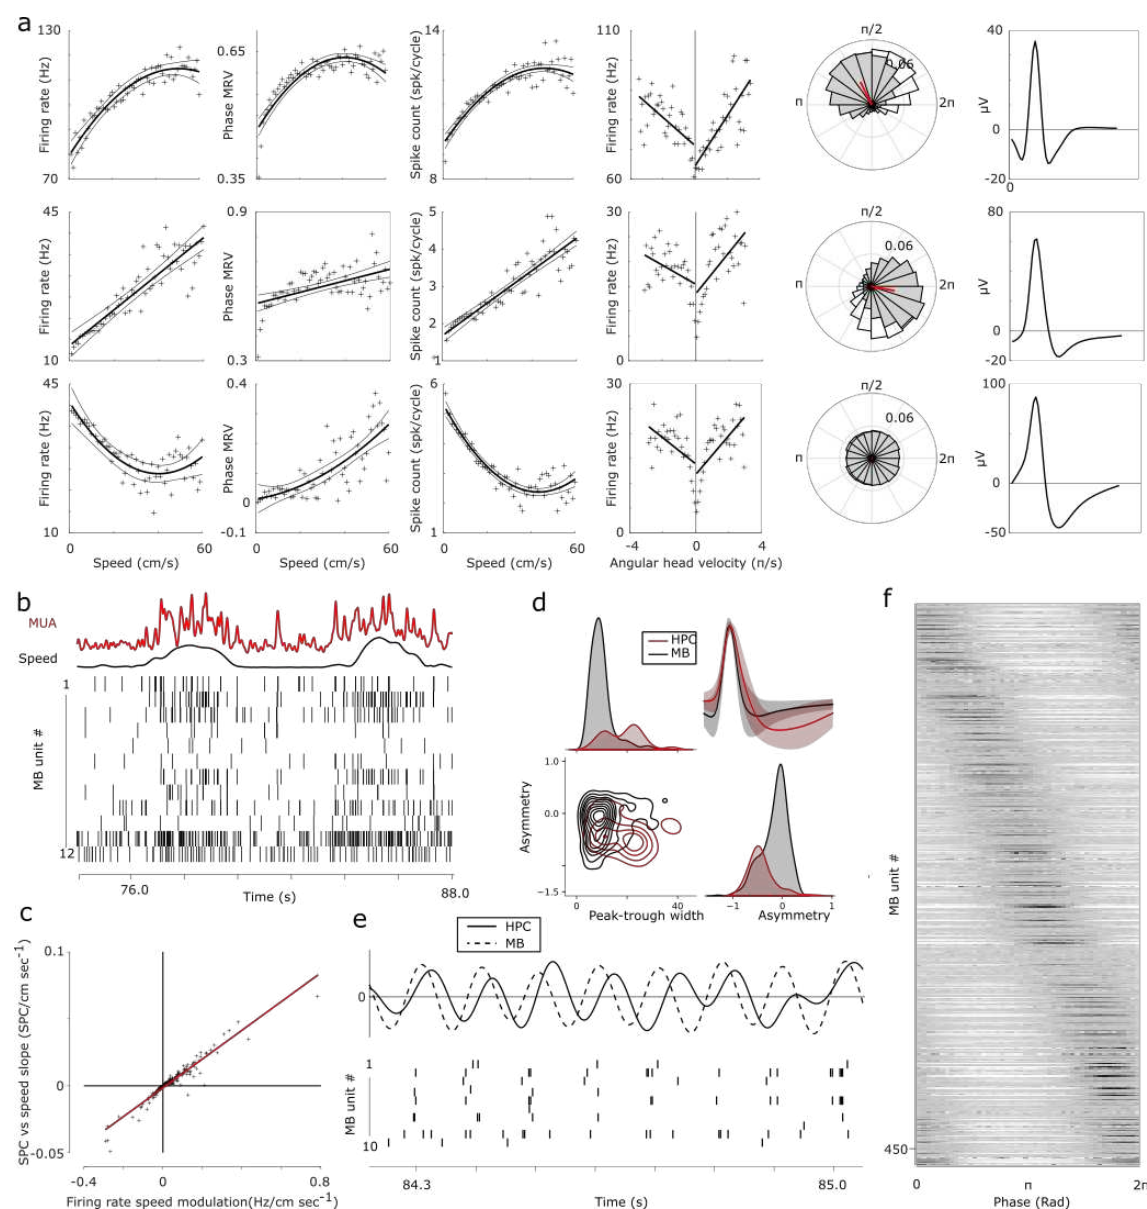 a
130
Firing rate (Hz)
70
0.65
Phase MRV
0.35
14
Spike count (spk/cycle)
8
110
Firing rate (Hz)
60
π/2
0.06
π
2π
40
μV
0
-20
0
45
Firing rate (Hz)
10
0.9
Phase MRV
0.3
5
4
3
2
1
Spike count (spk/cycle)
30
Firing rate (Hz)
0
π/2
0.06
π
2π
80
μV
0
-20
45
Firing rate (Hz)
10
0
60
Speed (cm/s)
0.4
Phase MRV
0
-0.1
0
60
Speed (cm/s)
6
Spike count (spk/cycle)
1
0
60
Speed (cm/s)
30
Firing rate (Hz)
0
-4
0
4
Angular head velocity (π/s)
π/2
0.06
π
2π
100
μV
0
-50
b
MUA
Speed
1
MB unit #
12
76.0
88.0
Time (s)
c
0.1
SPC vs speed slope (SPC/cm sec⁻¹)
0
-0.05
-0.4
0
0.8
Firing rate speed modulation(Hz/cm sec⁻¹)
d
HPC
MB
1.0
0.0
-1.5
Asymmetry
0
40
Peak-trough width
-1
0
1
Asymmetry
e
HPC
MB
0
1
MB unit #
10
84.3
85.0
Time (s)
f
MB unit #
450
0
π
2π
Phase (Rad)